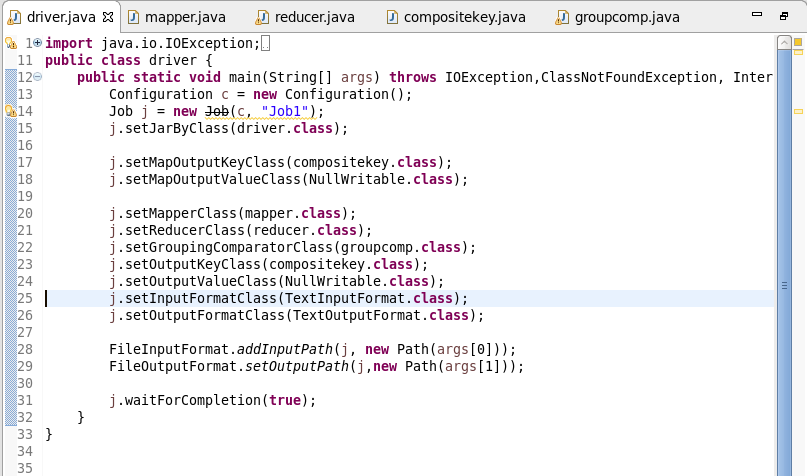 driver.java mapper.java reducer.java compositekey.java groupcomp.java
1 import java.io.IOException;
11 public class driver {
12 public static void main(String[] args) throws IOException,ClassNotFoundException, Inter
13 Configuration c = new Configuration();
14 Job j = new Job(c, "Job1");
15 j.setJarByClass(driver.class);
16
17 j.setMapOutputKeyClass(compositekey.class);
18 j.setMapOutputValueClass(NullWritable.class);
19
20 j.setMapperClass(mapper.class);
21 j.setReducerClass(reducer.class);
22 j.setGroupingComparatorClass(groupcomp.class);
23 j.setOutputKeyClass(compositekey.class);
24 j.setOutputValueClass(NullWritable.class);
25 j.setInputFormatClass(TextInputFormat.class);
26 j.setOutputFormatClass(TextOutputFormat.class);
27
28 FileInputFormat.addInputPath(j, new Path(args[0]));
29 FileOutputFormat.setOutputPath(j,new Path(args[1]));
30
31 j.waitForCompletion(true);
32 }
33 }
34
35